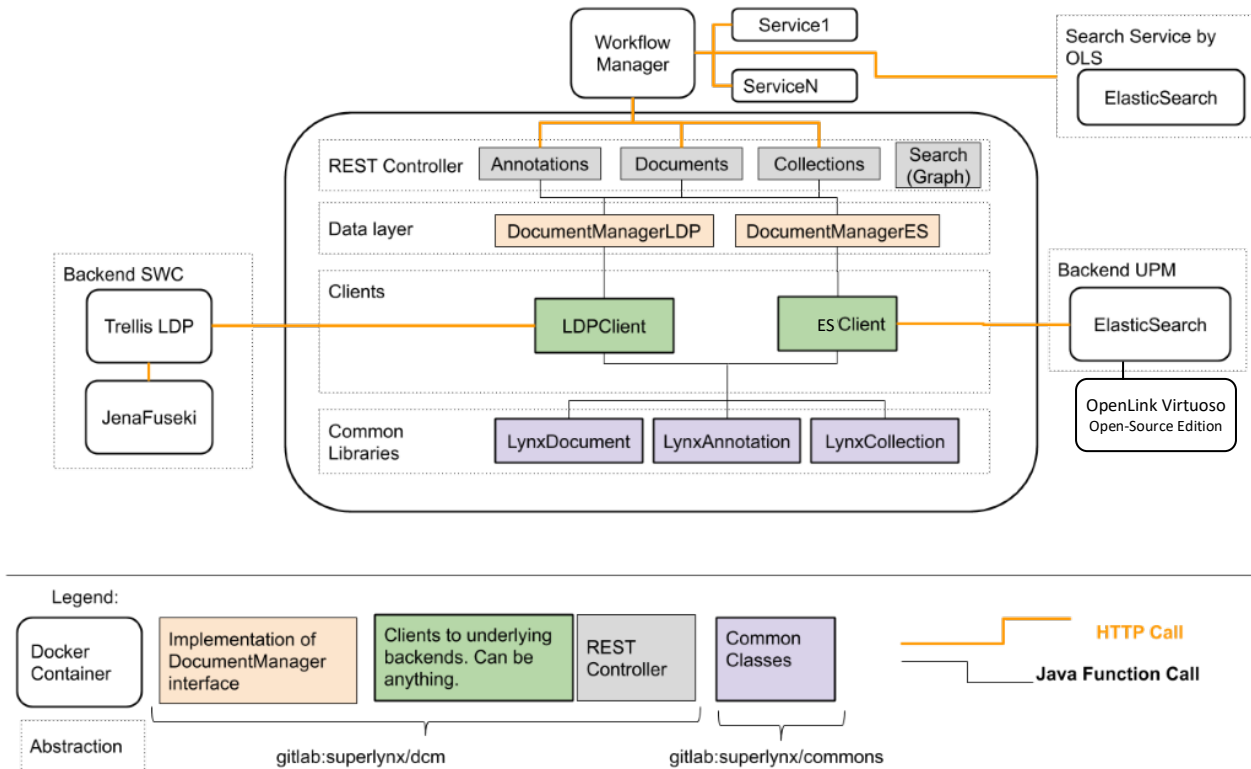 Workflow
Manager
Service1
ServiceN
Search Service by
OLS
ElasticSearch
REST Controller
Annotations
Documents
Collections
Search
(Graph)
Data layer
DocumentManagerLDP
DocumentManagerES
Backend SWC
Trellis LDP
JenaFuseki
Clients
LDPClient
ES Client
Backend UPM
ElasticSearch
OpenLink Virtuoso
Open-Source Edition
Common
Libraries
LynxDocument
LynxAnnotation
LynxCollection
Legend:
Docker
Container
Implementation of
DocumentManager
interface
Clients to underlying
backends. Can be
anything.
REST
Controller
Common
Classes
HTTP Call
Java Function Call
Abstraction
gitlab:superlynx/dcm
gitlab:superlynx/commons